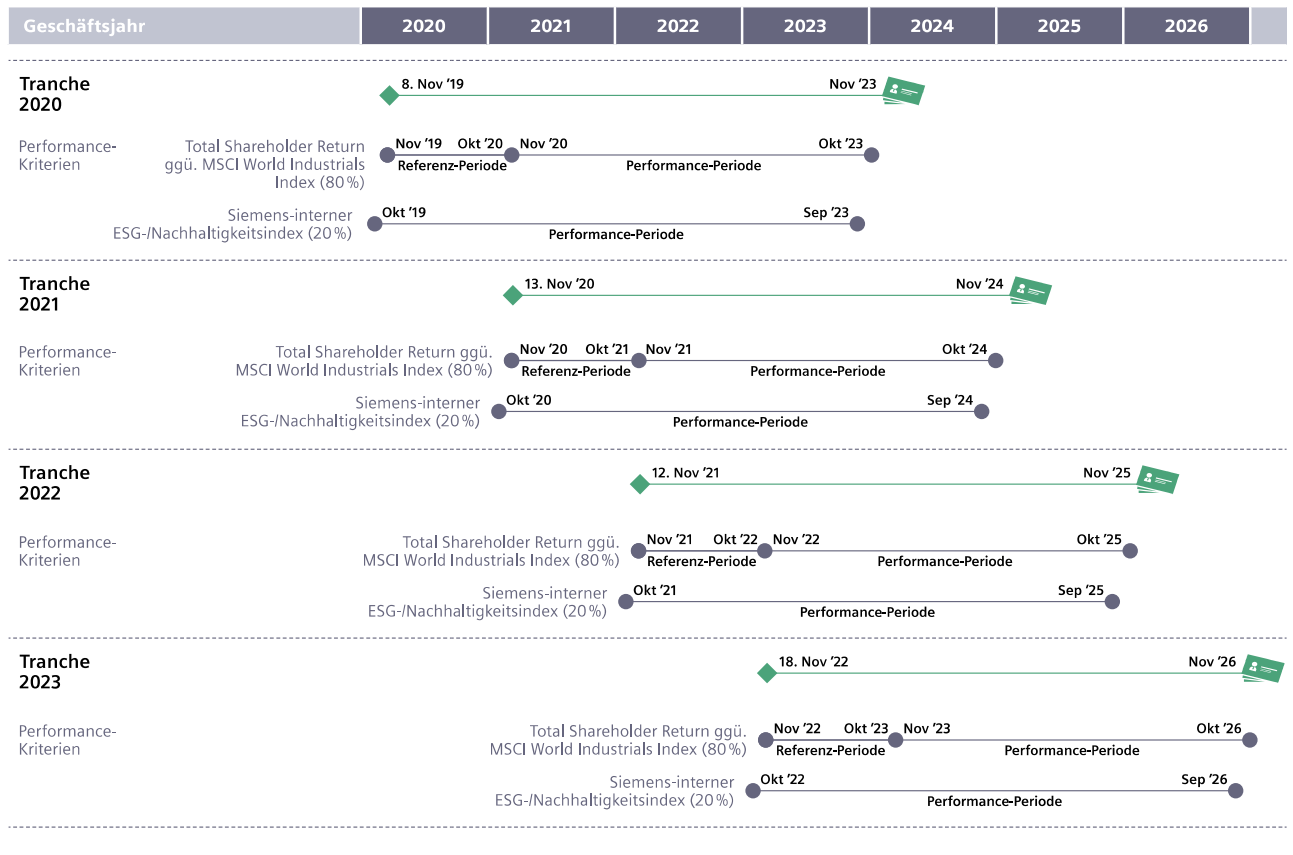 Geschäftsjahr 2020 2021 2022 2023 2024 2025 2026
Tranche
2020
8. Nov ’19 Nov ’23
Performance-
Kriterien
Total Shareholder Return
ggü. MSCI World Industrials
Index (80 %)
Nov ’19 Okt ’20 Nov ’20 Okt ’23
Referenz-Periode Performance-Periode
Siemens-interner
ESG-/Nachhaltigkeitsindex (20 %)
Okt ’19 Sep ’23
Performance-Periode
Tranche
2021
13. Nov ’20 Nov ’24
Performance-
Kriterien
Total Shareholder Return ggü.
MSCI World Industrials Index (80 %)
Nov ’20 Okt ’21 Nov ’21 Okt ’24
Referenz-Periode Performance-Periode
Siemens-interner
ESG-/Nachhaltigkeitsindex (20 %)
Okt ’20 Sep ’24
Performance-Periode
Tranche
2022
12. Nov ’21 Nov ’25
Performance-
Kriterien
Total Shareholder Return ggü.
MSCI World Industrials Index (80 %)
Nov ’21 Okt ’22 Nov ’22 Okt ’25
Referenz-Periode Performance-Periode
Siemens-interner
ESG-/Nachhaltigkeitsindex (20 %)
Okt ’21 Sep ’25
Performance-Periode
Tranche
2023
18. Nov ’22 Nov ’26
Performance-
Kriterien
Total Shareholder Return ggü.
MSCI World Industrials Index (80 %)
Nov ’22 Okt ’23 Nov ’23 Okt ’26
Referenz-Periode Performance-Periode
Siemens-interner
ESG-/Nachhaltigkeitsindex (20 %)
Okt ’22 Sep ’26
Performance-Periode